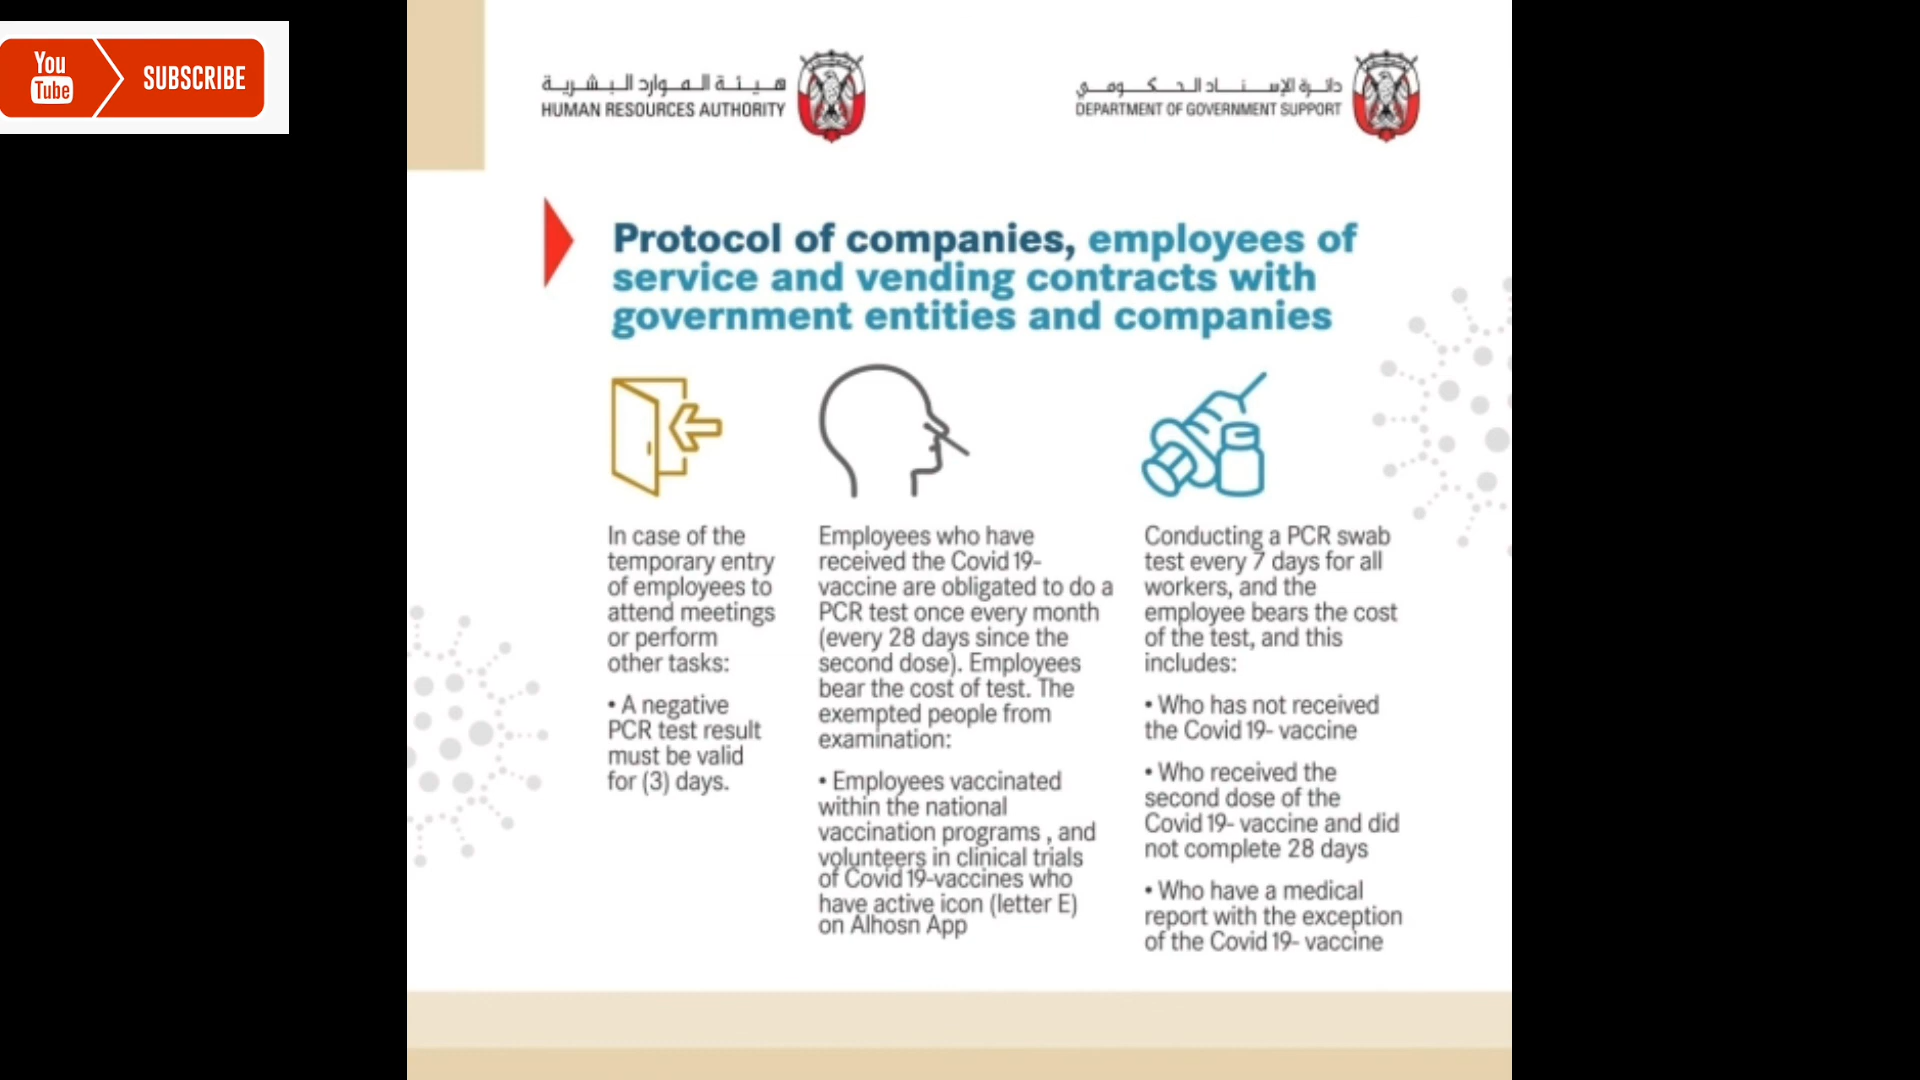 You
Tube
SUBSCRIBE
هيئة الموارد البشرية
HUMAN RESOURCES AUTHORITY
دائرة الإسناد الحكومي
DEPARTMENT OF GOVERNMENT SUPPORT
Protocol of companies, employees of
service and vending contracts with
government entities and companies
In case of the
temporary entry
of employees to
attend meetings
or perform
other tasks:
• A negative
PCR test result
must be valid
for (3) days.
Employees who have
received the Covid 19-
vaccine are obligated to do a
PCR test once every month
(every 28 days since the
second dose). Employees
bear the cost of test. The
exempted people from
examination:
• Employees vaccinated
within the national
vaccination programs , and
volunteers in clinical trials
of Covid 19-vaccines who
have active icon (letter E)
on Alhosn App
Conducting a PCR swab
test every 7 days for all
workers, and the
employee bears the cost
of the test, and this
includes:
• Who has not received
the Covid 19- vaccine
• Who received the
second dose of the
Covid 19- vaccine and did
not complete 28 days
• Who have a medical
report with the exception
of the Covid 19- vaccine